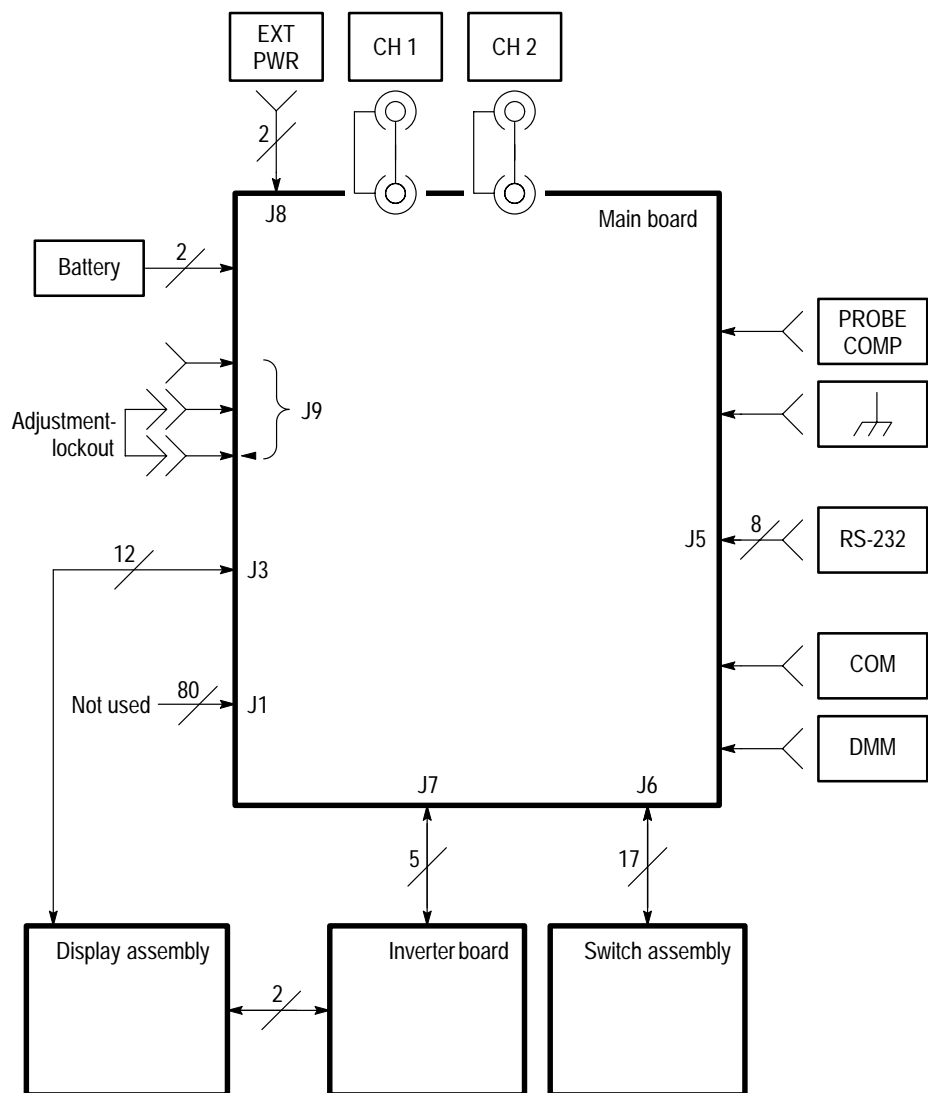 EXT
PWR
CH 1
CH 2
2
J8
Main board
Battery
2
PROBE
COMP
J9
Adjustment-
lockout
8
J5
RS-232
12
J3
COM
Not used
80
J1
DMM
J7
J6
5
17
Display assembly
Inverter board
Switch assembly
2